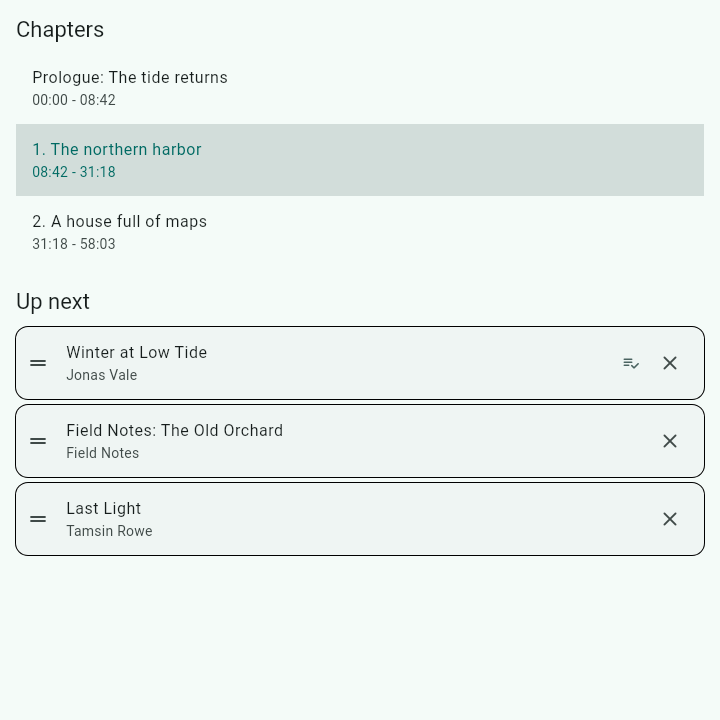 Chapters
Prologue: The tide returns
00:00 - 08:42
1. The northern harbor
08:42 - 31:18
2. A house full of maps
31:18 - 58:03
Up next
Winter at Low Tide
Jonas Vale
Field Notes: The Old Orchard
Field Notes
Last Light
Tamsin Rowe